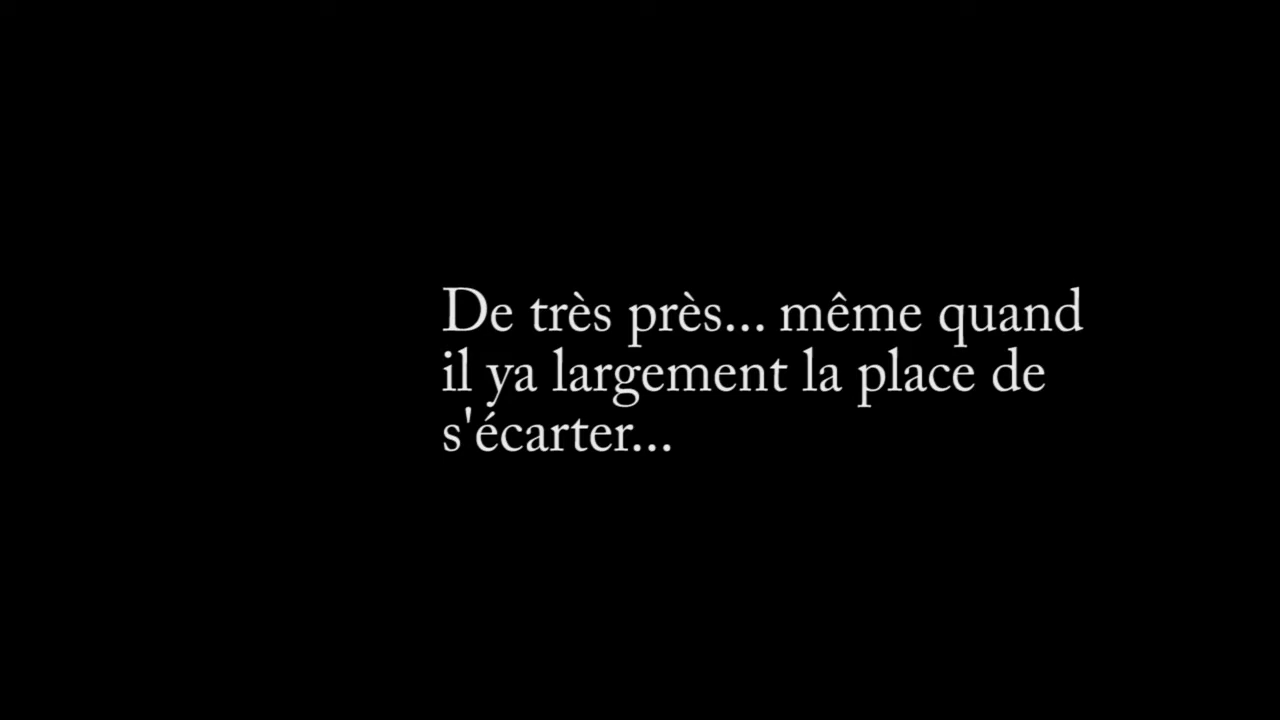 De très près... même quand
il ya largement la place de
s'écarter...